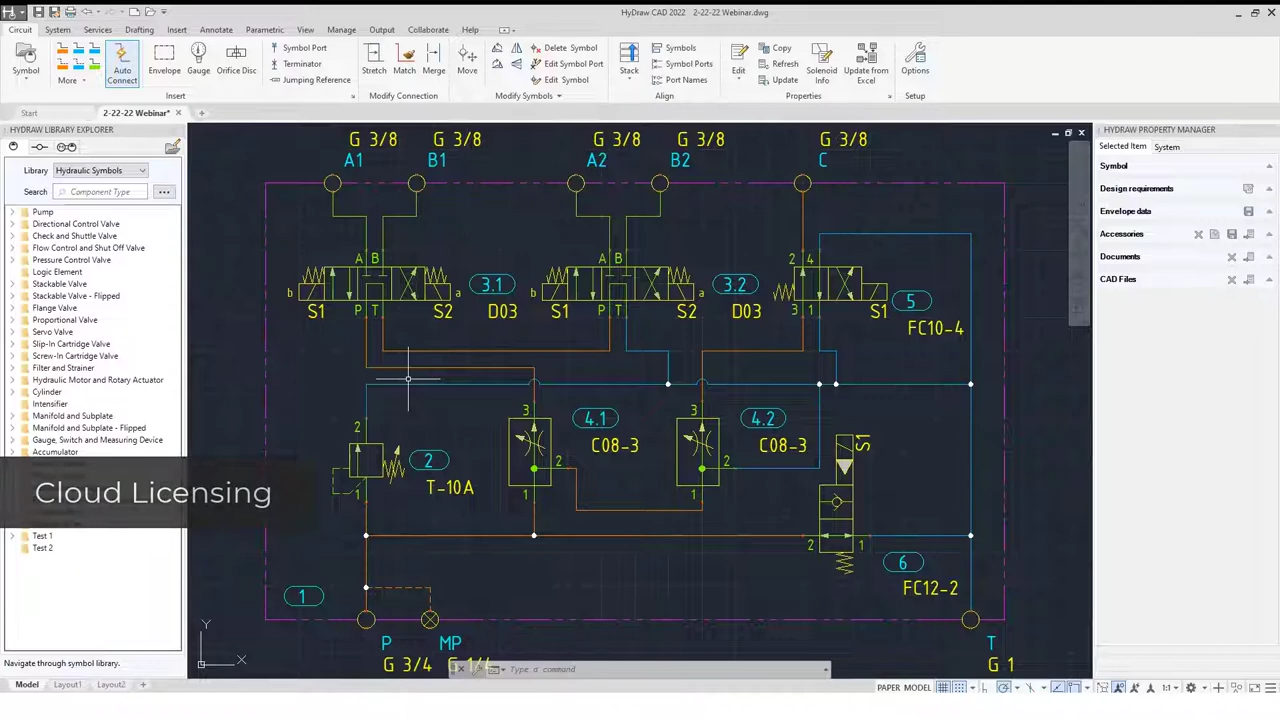 HyDraw CAD 2022 2-22-22 Webinar.dwg
Circuit System Services Drafting Insert Annotate Parametric View Manage Output Collaborate Help
Symbol
More
Auto Connect
Envelope
Gauge
Orifice Disc
Symbol Port
Terminator
Jumping Reference
Stretch
Match
Merge
Move
Delete Symbol
Edit Symbol Port
Edit Symbol
Stack
Symbols
Symbol Ports
Port Names
Edit
Copy
Refresh
Update
Solenoid Info
Update from Excel
Options
Insert Modify Connection Modify Symbols Align Properties Setup
Start 2-22-22 Webinar*
HYDRAW LIBRARY EXPLORER
Library Hydraulic Symbols
Search Component Type ...
Pump
Directional Control Valve
Check and Shuttle Valve
Flow Control and Shut Off Valve
Pressure Control Valve
Logic Element
Stackable Valve
Stackable Valve - Flipped
Flange Valve
Proportional Valve
Servo Valve
Slip-In Cartridge Valve
Screw-In Cartridge Valve
Filter and Strainer
Hydraulic Motor and Rotary Actuator
Cylinder
Intensifier
Manifold and Subplate
Manifold and Subplate
Gauge, Switch and Measuring Device
Accumulator
Cloud Licensing
Test 1
Test 2
Navigate through symbol library.
G 3/8 G 3/8 G 3/8 G 3/8 G 3/8
A1 B1 A2 B2 C
A B A B 2 4
b a 3.1 b a 3.2 5
S1 P T S2 D03 S1 P T S2 D03 3 1 S1
FC10-4
2 3 4.1 3 4.2
C08-3 C08-3 S1
2 2 2
T-10A
1 1 1
2 1
6
FC12-2
1
P MP T
G 3/4 G 1/4 G 1
Y
X
Type a command
HYDRAW PROPERTY MANAGER
Selected Item System
Symbol
Design requirements
Envelope data
Accessories
Documents
CAD Files
Model Layout1 Layout2 +
PAPER MODEL 1:1